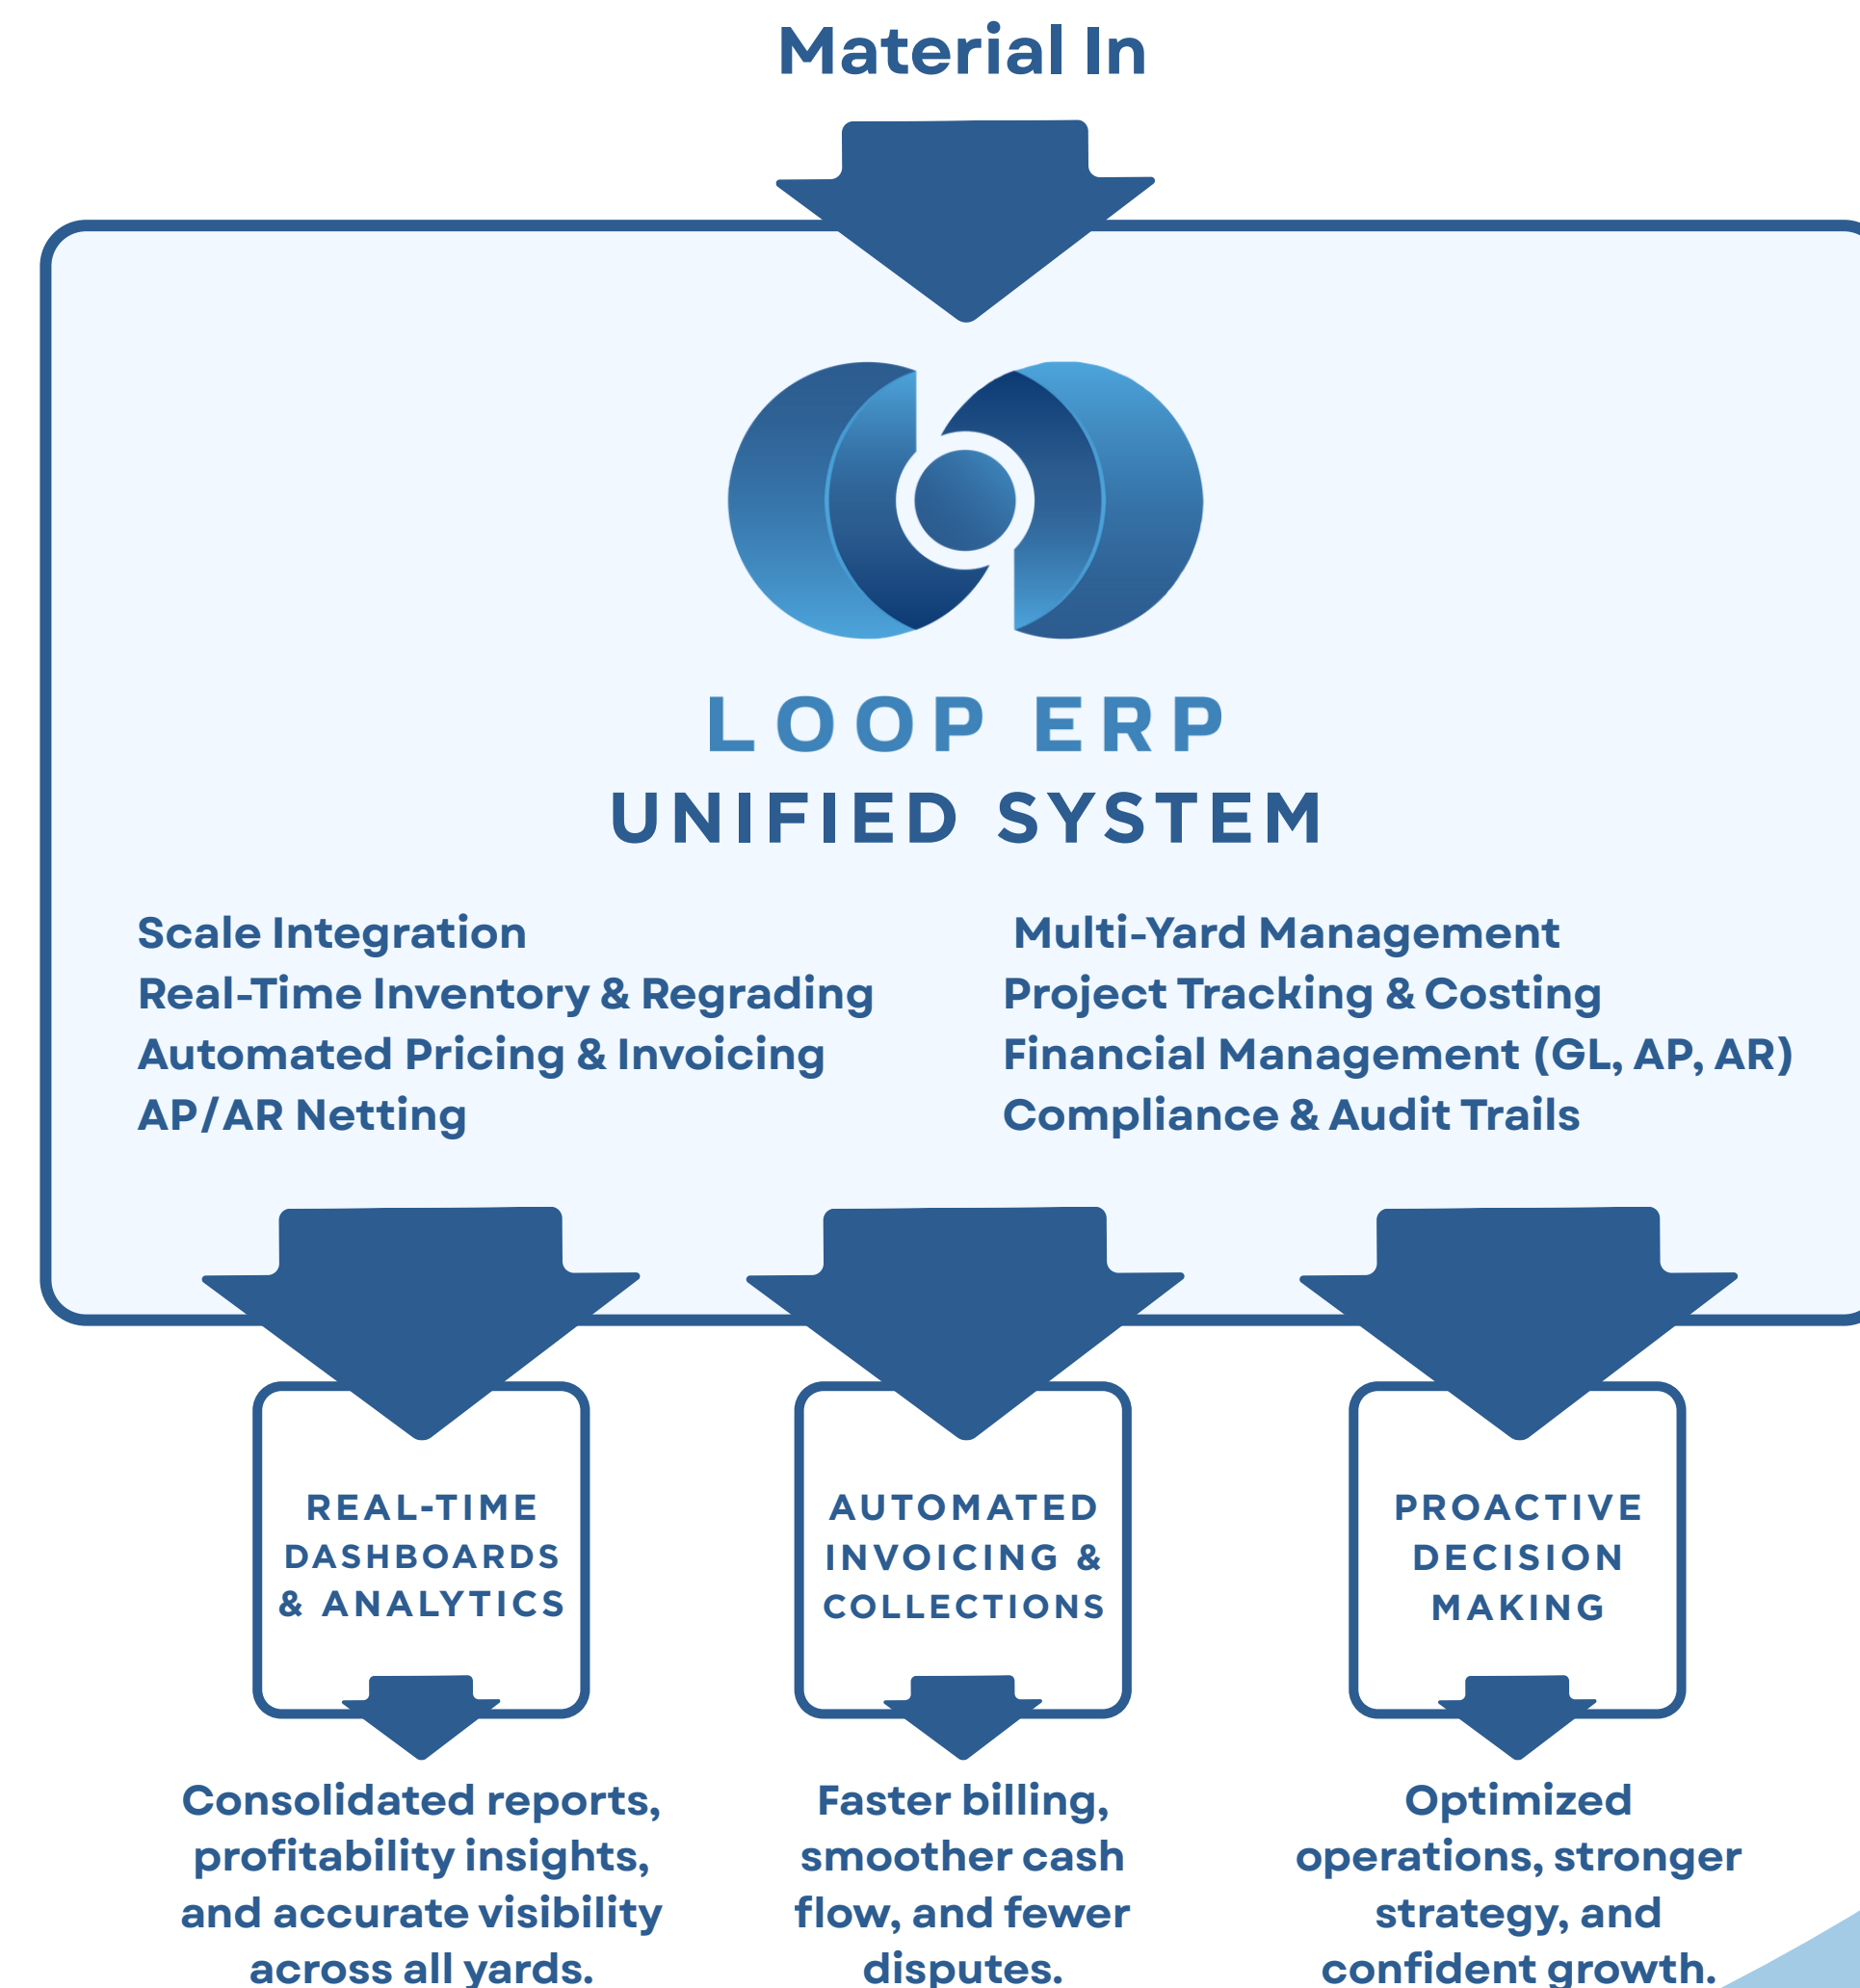 Material In
LOOP ERP
UNIFIED SYSTEM
Scale Integration
Real-Time Inventory & Regrading
Automated Pricing & Invoicing
AP/AR Netting
Multi-Yard Management
Project Tracking & Costing
Financial Management (GL, AP, AR)
Compliance & Audit Trails
REAL-TIME
DASHBOARDS
& ANALYTICS
Consolidated reports,
profitability insights,
and accurate visibility
across all yards.
AUTOMATED
INVOICING &
COLLECTIONS
Faster billing,
smoother cash
flow, and fewer
disputes.
PROACTIVE
DECISION
MAKING
Optimized
operations, stronger
strategy, and
confident growth.